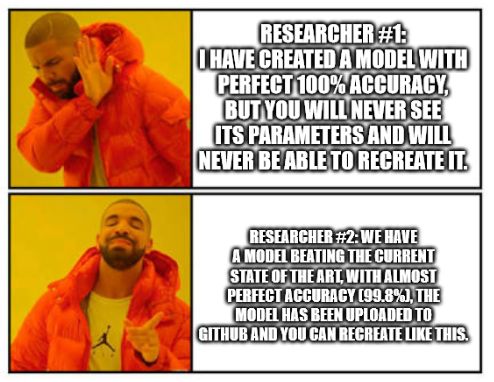 RESEARCHER #1:
I HAVE CREATED A MODEL WITH
PERFECT 100% ACCURACY,
BUT YOU WILL NEVER SEE
ITS PARAMETERS AND WILL
NEVER BE ABLE TO RECREATE IT.
RESEARCHER #2: WE HAVE
A MODEL BEATING THE CURRENT
STATE OF THE ART, WITH ALMOST
PERFECT ACCURACY (99.8%), THE
MODEL HAS BEEN UPLOADED TO
GITHUB AND YOU CAN RECREATE LIKE THIS.